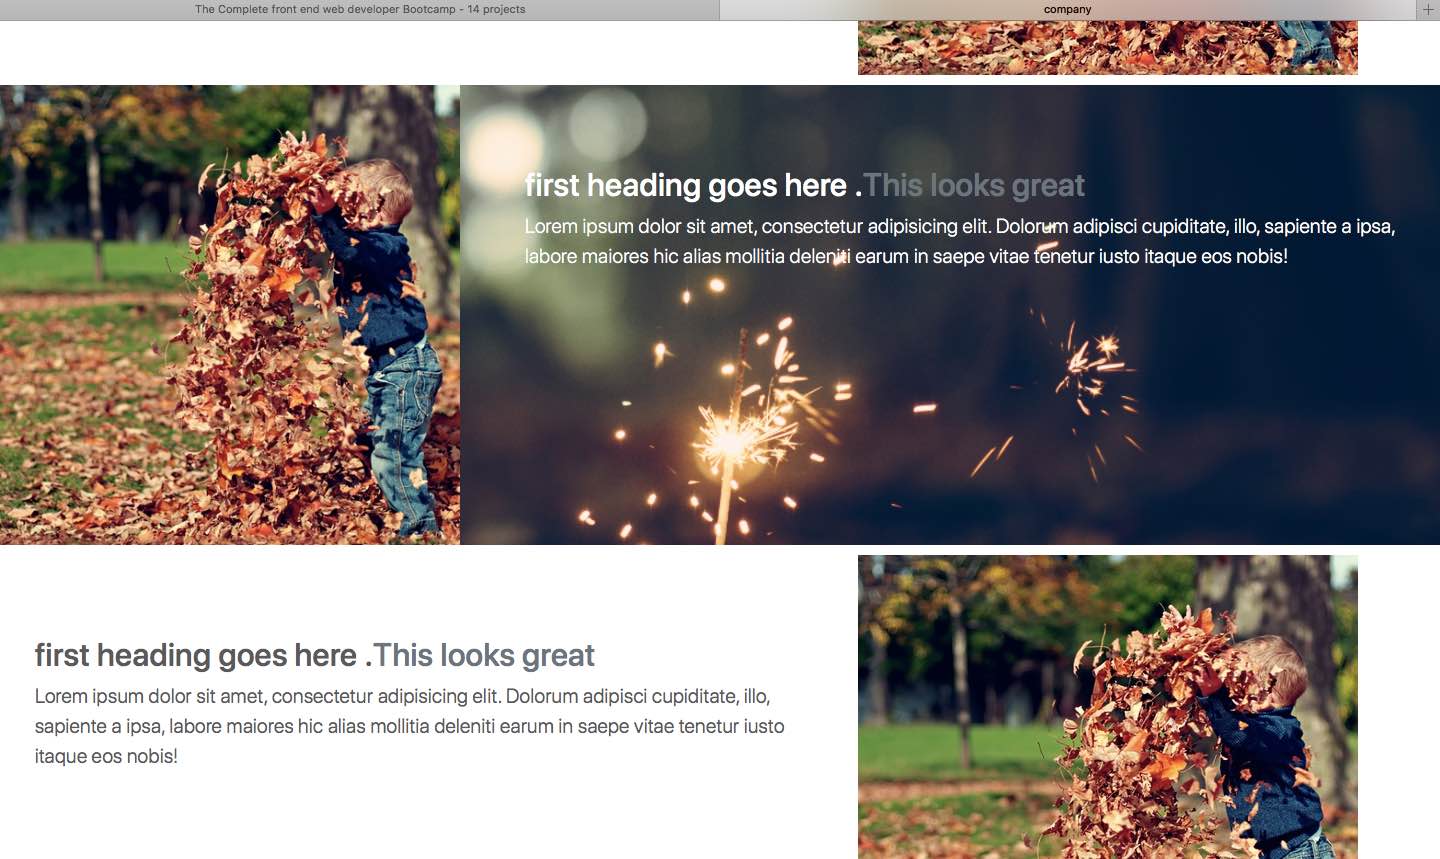 The Complete front end web developer Bootcamp - 14 projects
company
first heading goes here .This looks great
Lorem ipsum dolor sit amet, consectetur adipisicing elit. Dolorum adipisci cupiditate, illo, sapiente a ipsa,
labore maiores hic alias mollitia deleniti earum in saepe vitae tenetur iusto itaque eos nobis!
first heading goes here .This looks great
Lorem ipsum dolor sit amet, consectetur adipisicing elit. Dolorum adipisci cupiditate, illo,
sapiente a ipsa, labore maiores hic alias mollitia deleniti earum in saepe vitae tenetur iusto
itaque eos nobis!